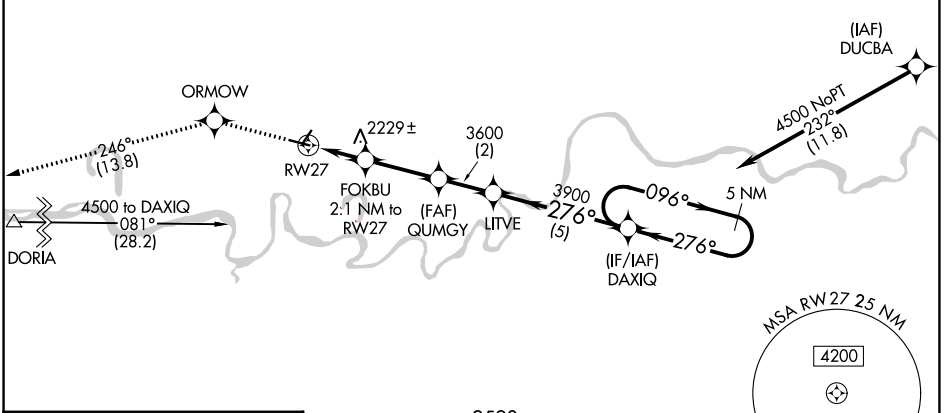 (IAF)
DUCBA
4500 NoPT
232°
(11.8)
ORMOW
246°
(13.8)
2229 ±
RW27
3600
(2)
FOKBU
2:1 NM to
RW27
(FAF)
QUMGY
LITVE
3900
276°
(5)
096°
5 NM
276°
(IF/IAF)
DAXIQ
4500 to DAXIQ
081°
(28.2)
DORIA
MSA RW 27 25 NM
4200